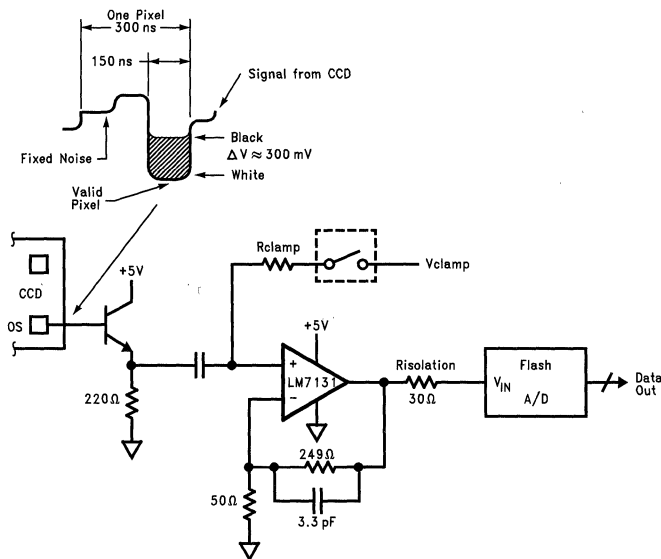 One Pixel
300 ns
150 ns
Signal from CCD
Black
Δ V ≈ 300 mV
White
Fixed Noise
Valid
Pixel
Rclamp
Vclamp
+5V
CCD
OS
+5V
+
LM7131
−
Risolation
30Ω
Flash
VIN
A/D
Data
Out
220Ω
249Ω
50Ω
3.3 pF